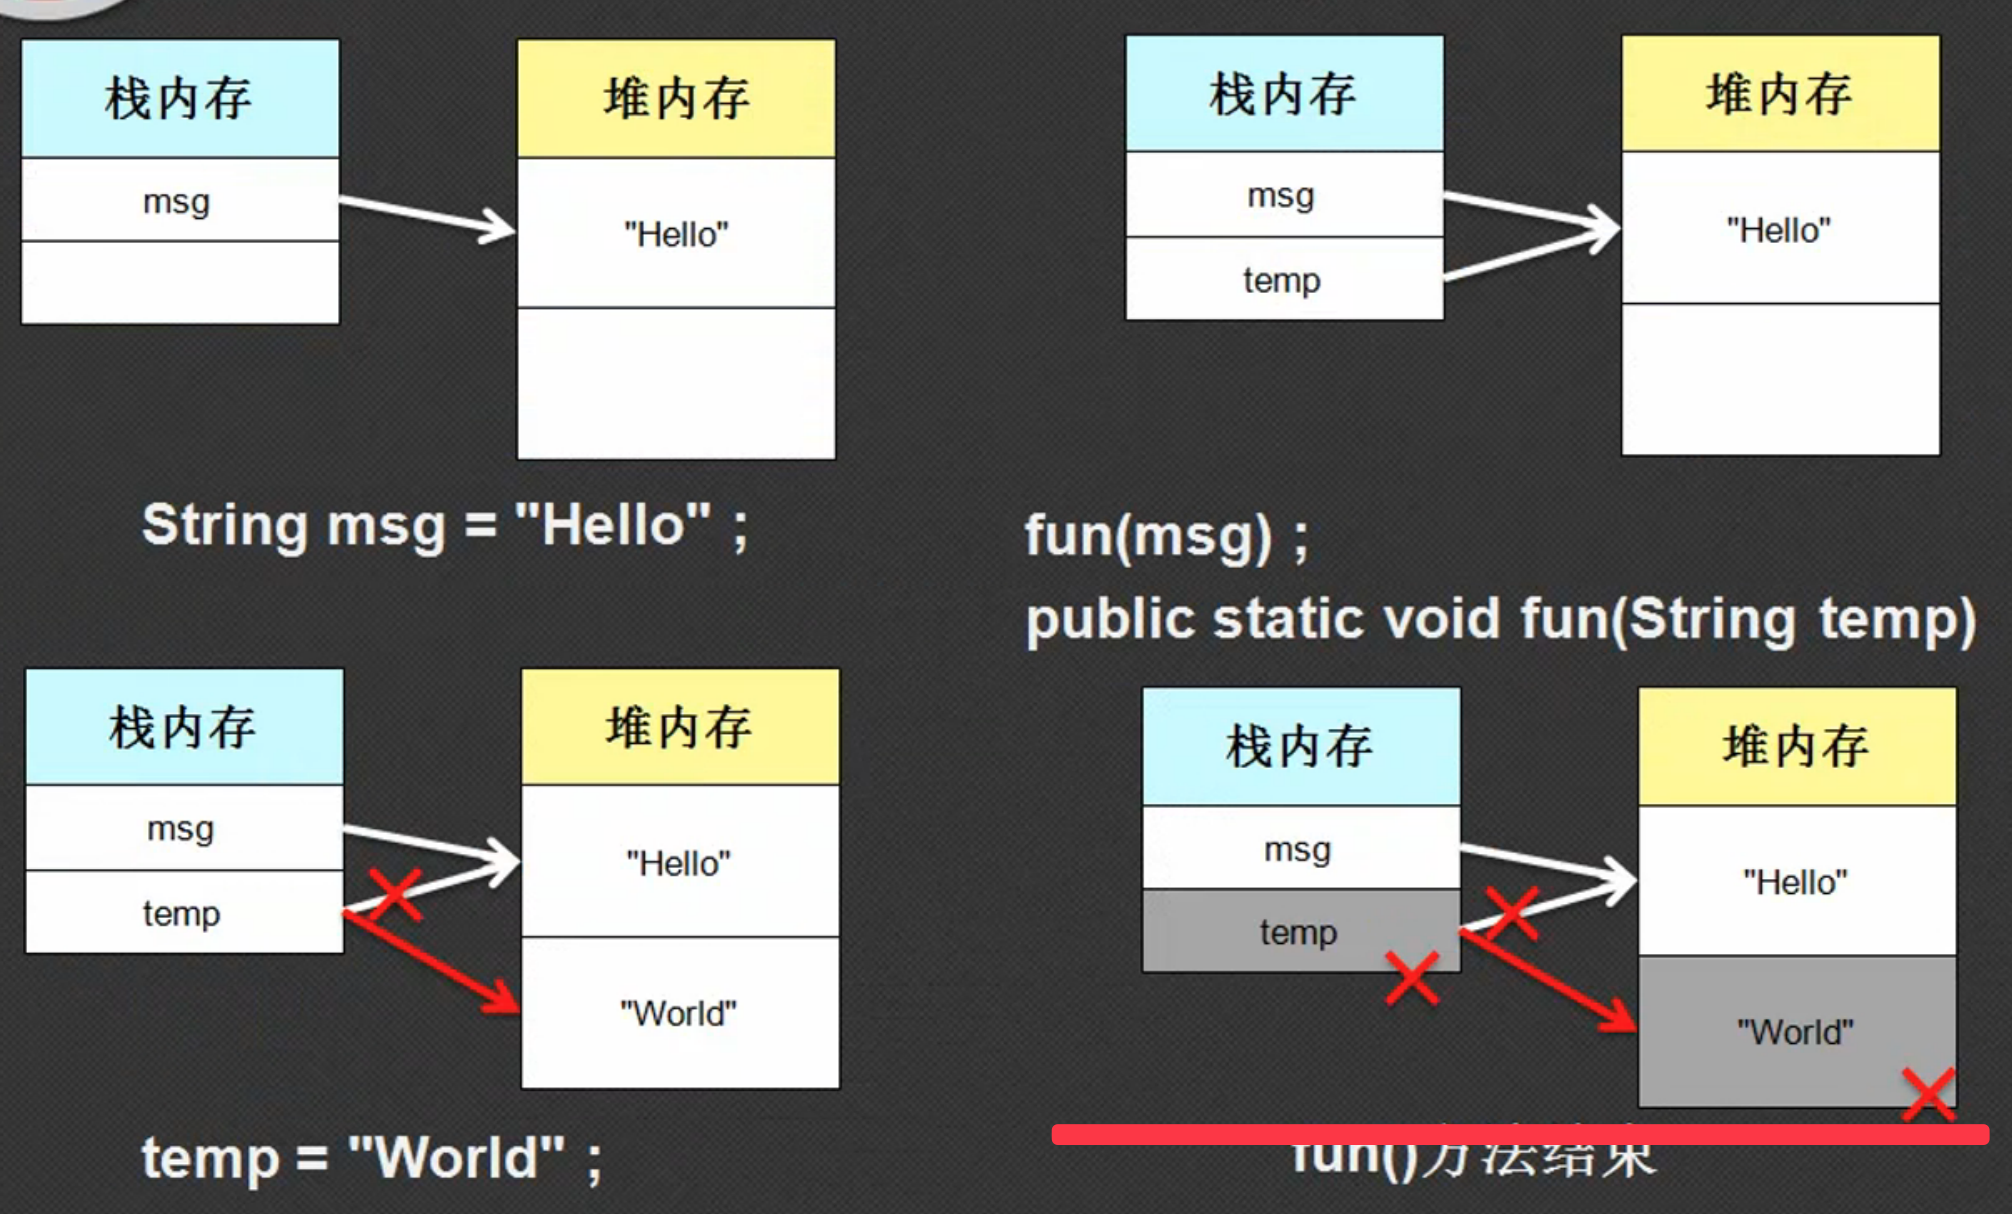 栈内存
堆内存
msg
"Hello"
String msg = "Hello" ;
栈内存
堆内存
msg
"Hello"
temp
fun(msg) ;
public static void fun(String temp)
栈内存
堆内存
msg
"Hello"
temp
"World"
temp = "World" ;
栈内存
堆内存
msg
"Hello"
temp
"World"
fun()方法结束